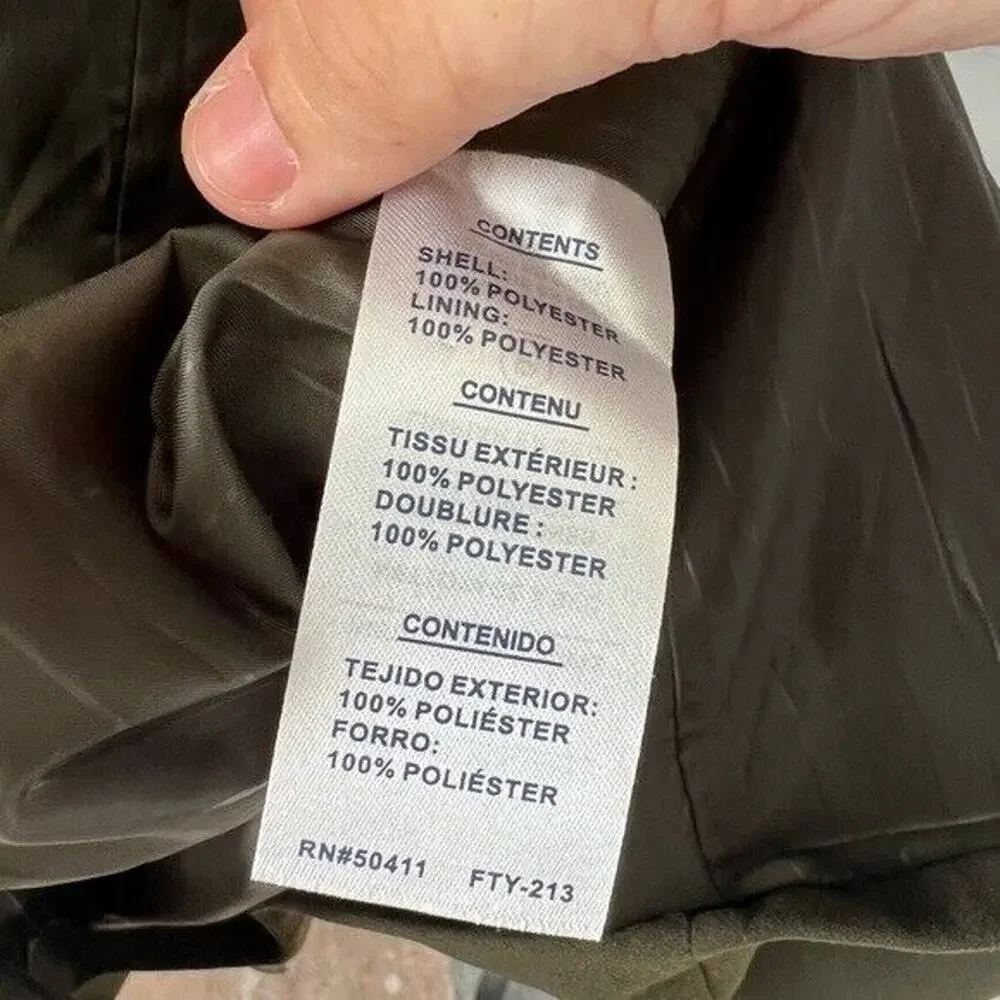 CONTENTS
SHELL:
100% POLYESTER
LINING:
100% POLYESTER
CONTENU
TISSU EXTÉRIEUR :
100% POLYESTER
DOUBLURE :
100% POLYESTER
CONTENIDO
TEJIDO EXTERIOR:
100% POLIÉSTER
FORRO:
100% POLIÉSTER
RN#50411 FTY-213